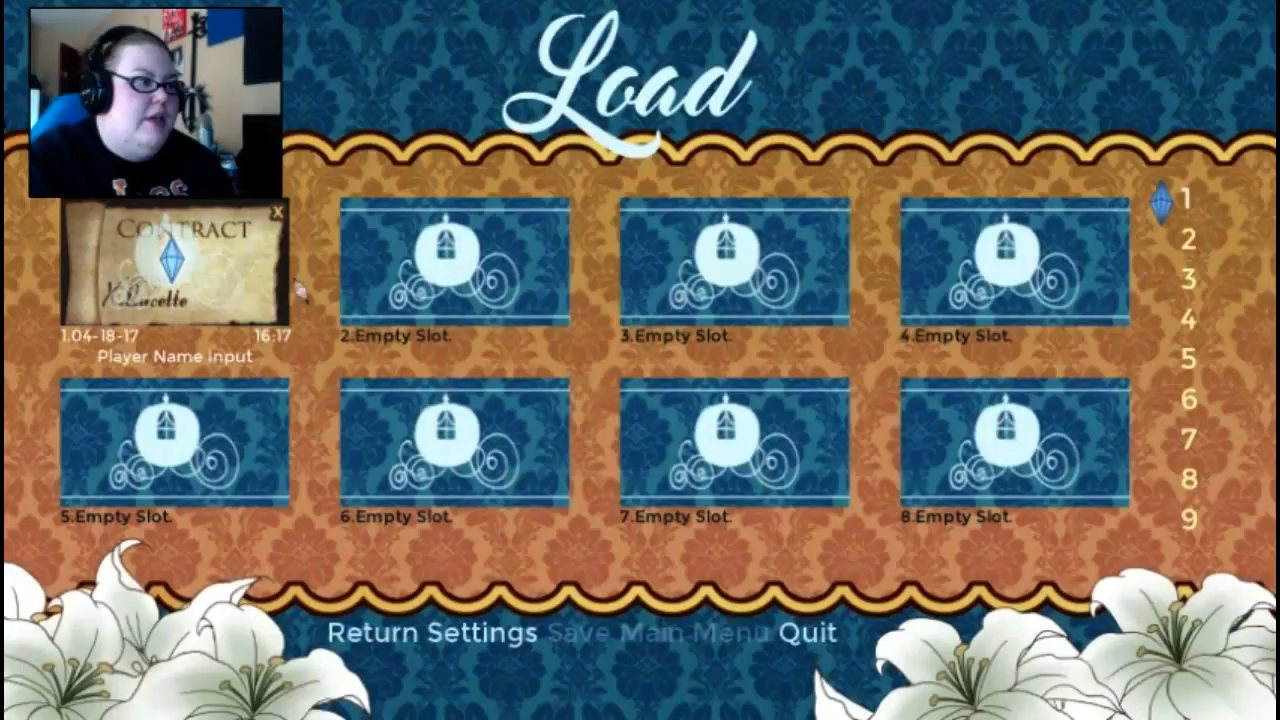 Load
CONTRACT
X
X Lucette
1.04-18-17 16:17
Player Name Input
2.Empty Slot.
3.Empty Slot.
4.Empty Slot.
5.Empty Slot.
6.Empty Slot.
7.Empty Slot.
8.Empty Slot.
1
2
3
4
5
6
7
8
9
Return Settings Save Main Menu Quit